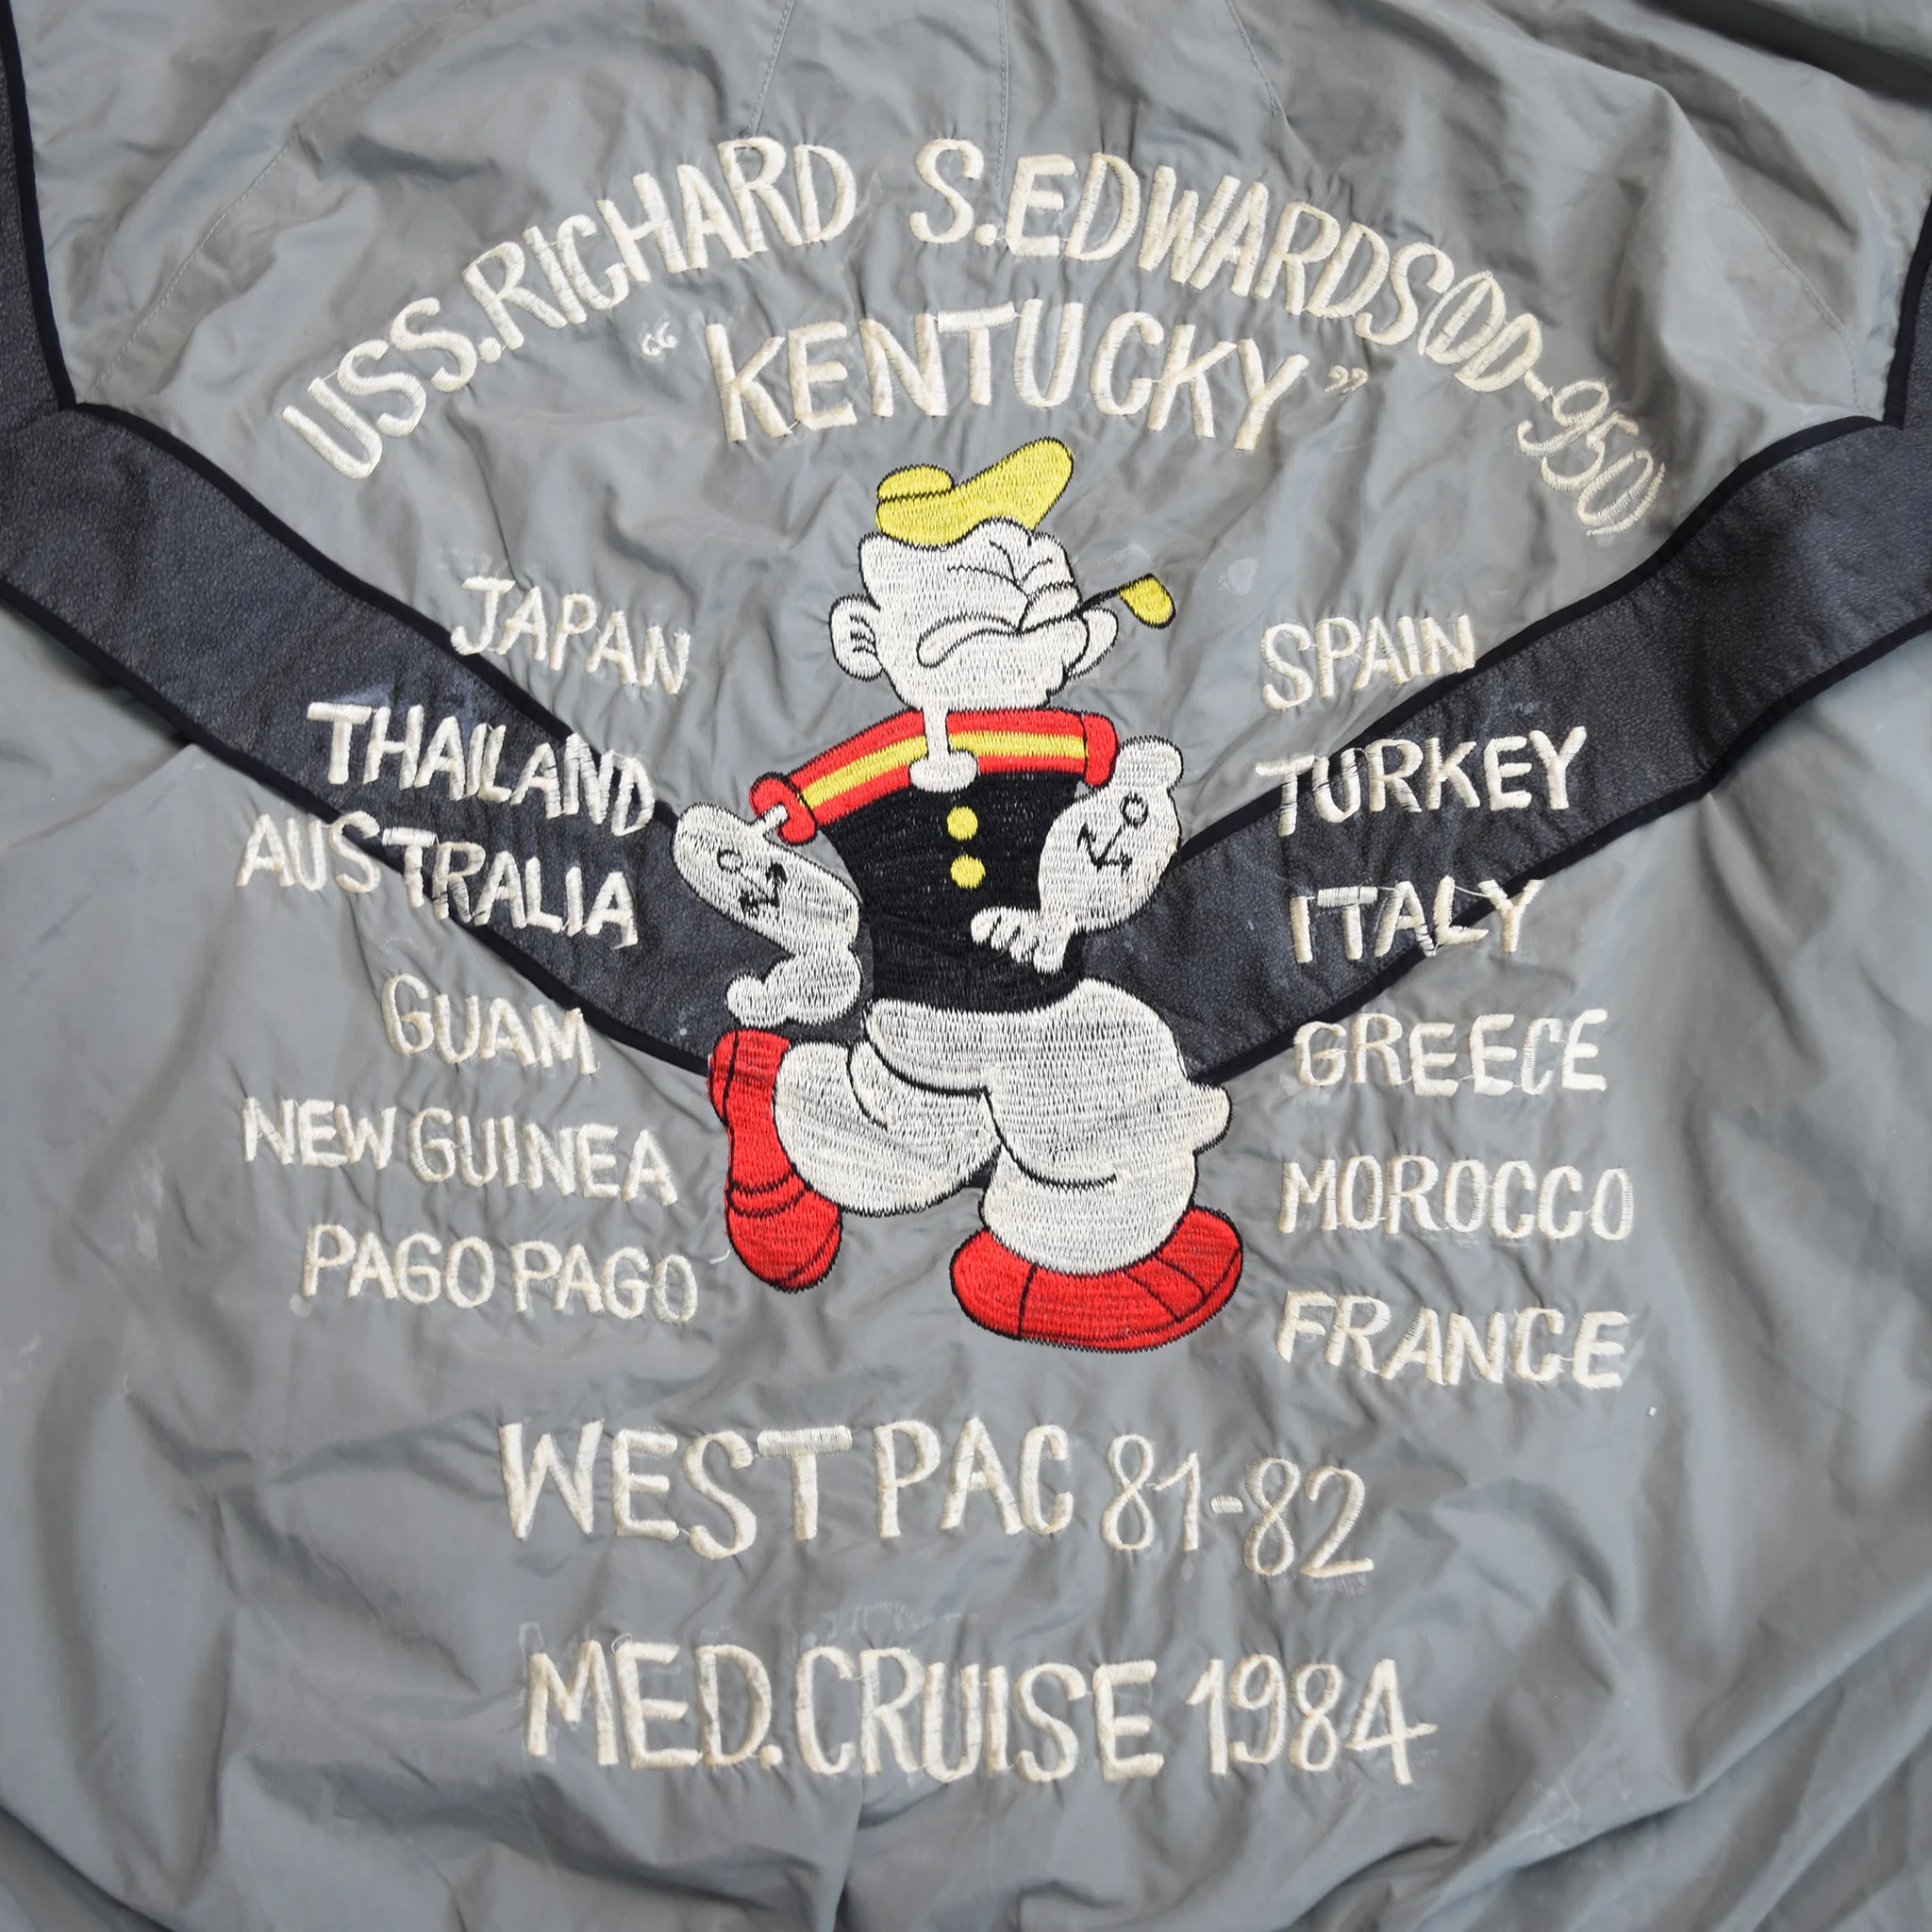 USS.RICHARD S.EDWARDS(DD-950)
“KENTUCKY”
JAPAN
THAILAND
AUSTRALIA
GUAM
NEW GUINEA
PAGO PAGO
SPAIN
TURKEY
ITALY
GREECE
MOROCCO
FRANCE
WEST PAC 81-82
MED.CRUISE 1984